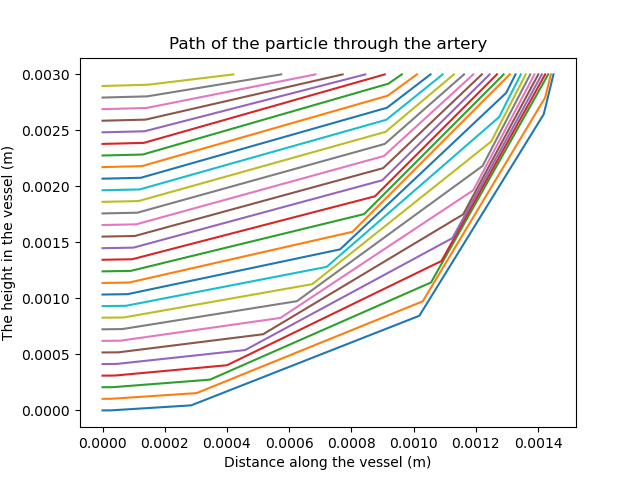 Path of the particle through the artery
0.0030
0.0025
0.0020
0.0015
0.0010
0.0005
0.0000
The height in the vessel (m)
0.0000 0.0002 0.0004 0.0006 0.0008 0.0010 0.0012 0.0014
Distance along the vessel (m)